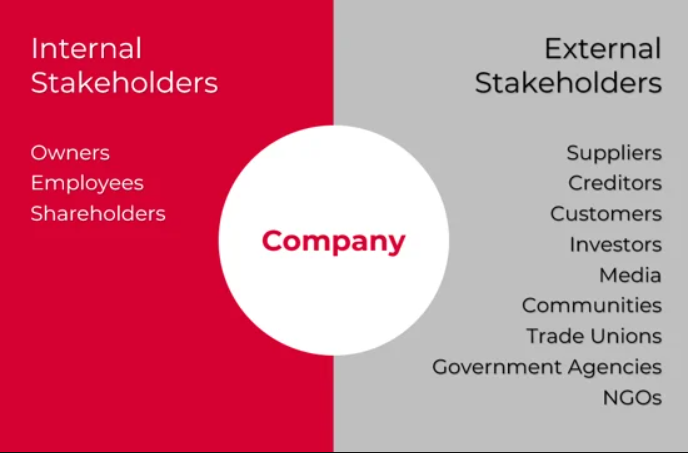 Internal
Stakeholders
Owners
Employees
Shareholders
Company
External
Stakeholders
Suppliers
Creditors
Customers
Investors
Media
Communities
Trade Unions
Government Agencies
NGOs